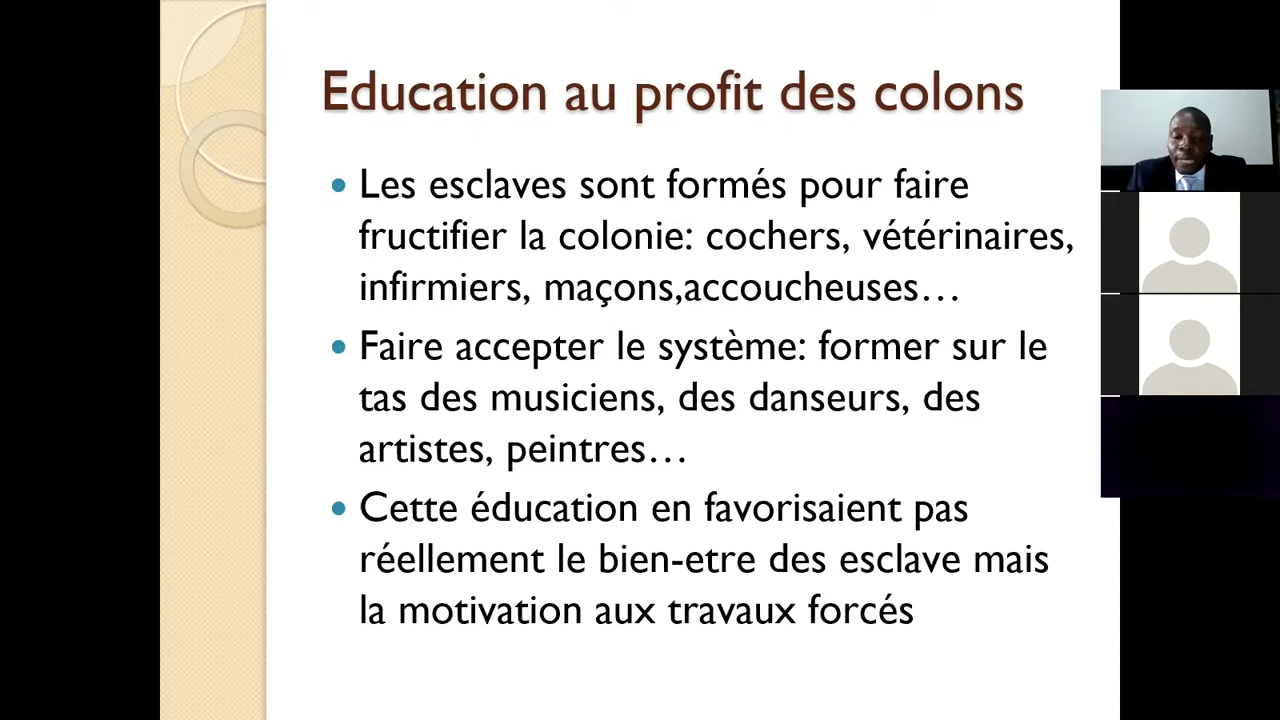 Education au profit des colons
• Les esclaves sont formés pour faire
fructifier la colonie: cochers, vétérinaires,
infirmiers, maçons,accoucheuses…
• Faire accepter le système: former sur le
tas des musiciens, des danseurs, des
artistes, peintres…
• Cette éducation en favorisaient pas
réellement le bien-etre des esclave mais
la motivation aux travaux forcés